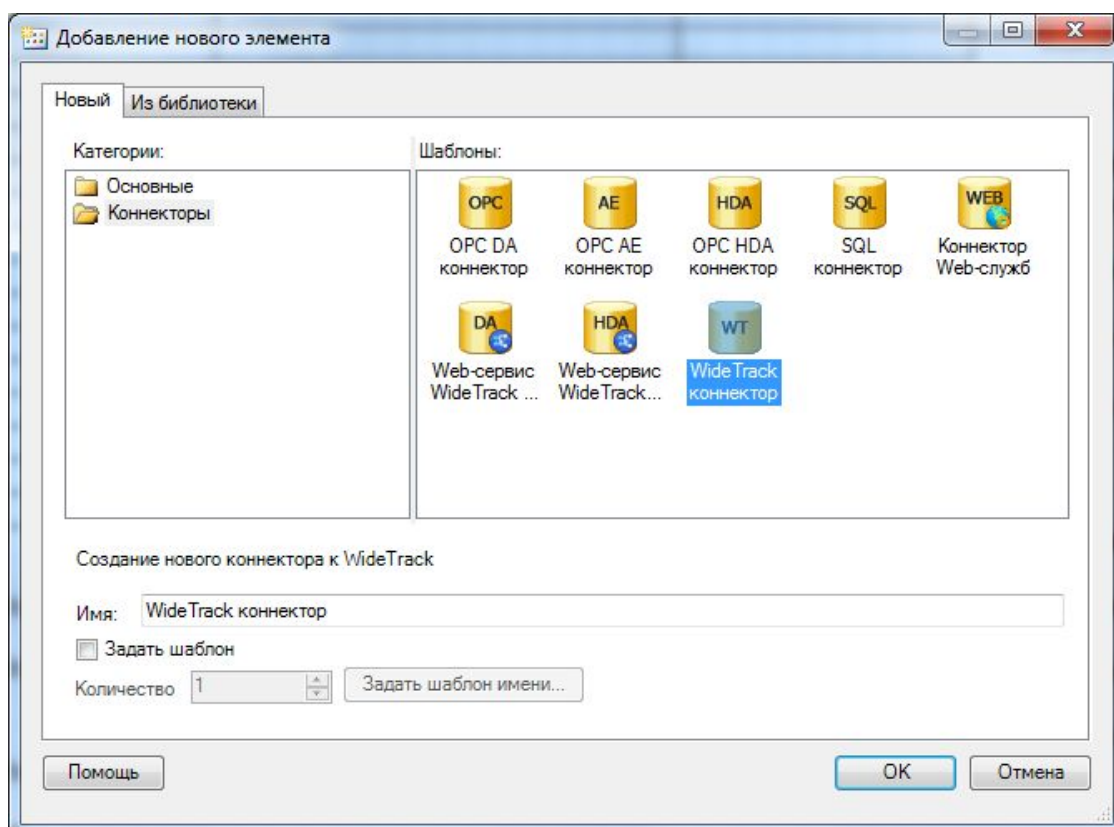 Добавление нового элемента
Новый
Из библиотеки
Категории:
Шаблоны:
Основные
Коннекторы
OPC
AE
HDA
SQL
WEB
OPC DA
коннектор
OPC AE
коннектор
OPC HDA
коннектор
SQL
коннектор
Коннектор
Web-служб
DA
HDA
WT
Web-сервис
WideTrack ...
Web-сервис
WideTrack...
WideTrack
коннектор
Создание нового коннектора к WideTrack
Имя:
WideTrack коннектор
Задать шаблон
Количество
1
Задать шаблон имени...
Помощь
OK
Отмена